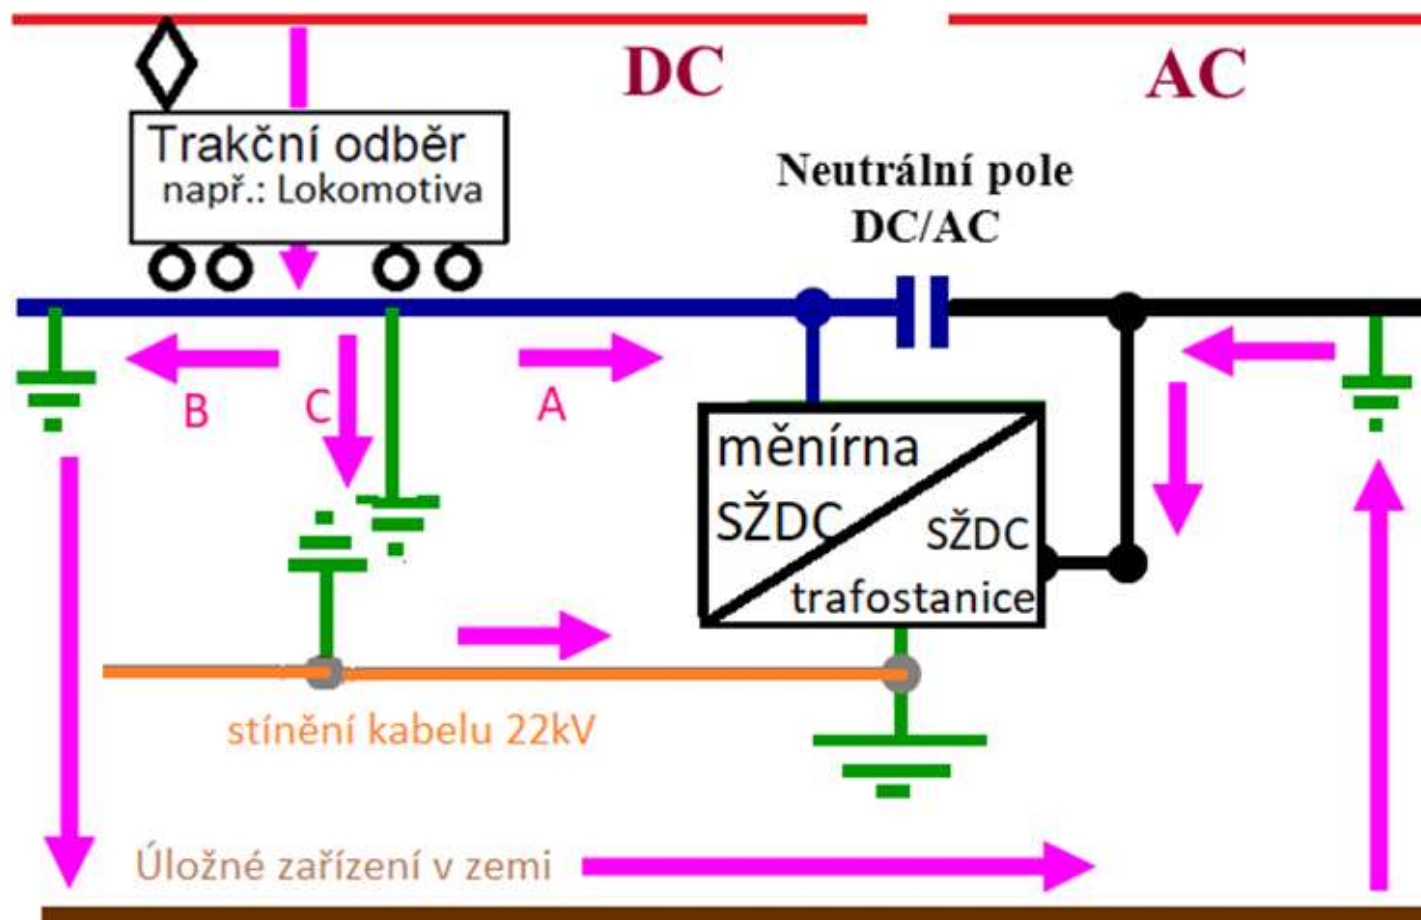 DC
AC
Trakční odběr
např.: Lokomotiva
Neutrální pole
DC/AC
B
C
A
měnírna
SŽDC
SŽDC
trafostanice
stínění kabelu 22kV
Úložné zařízení v zemi